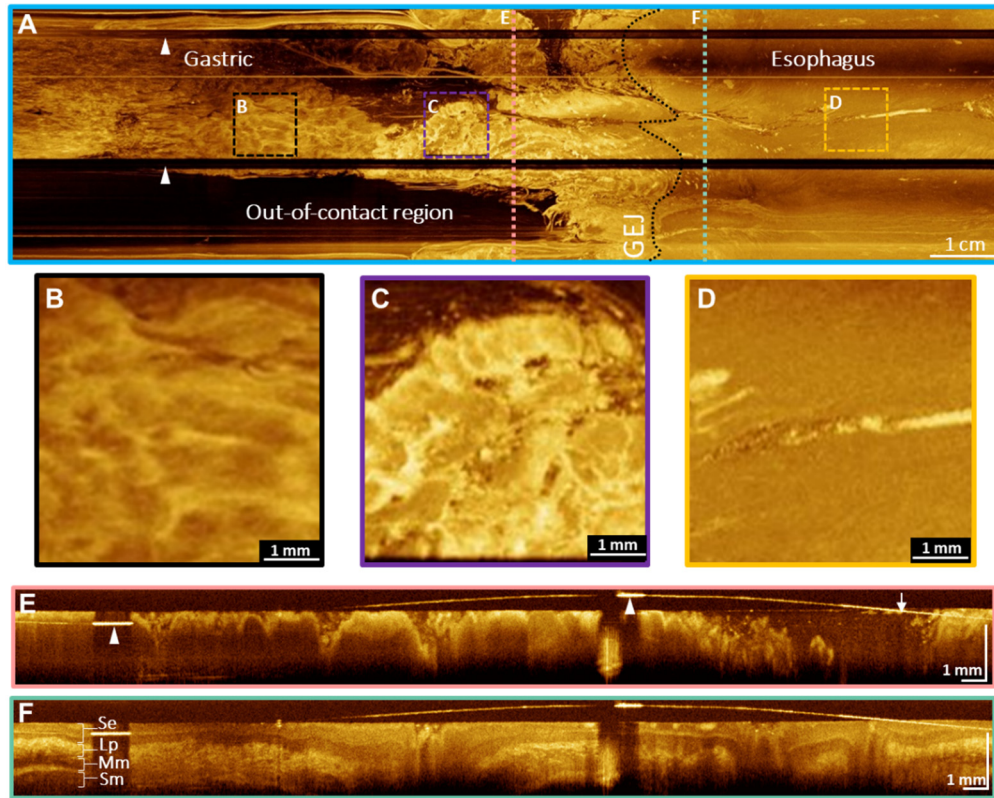 A
E
F
Gastric
Esophagus
B
C
D
Out-of-contact region
GEJ
1 cm
B
C
D
1 mm
1 mm
1 mm
E
1 mm
F
Se
Lp
Mm
Sm
1 mm